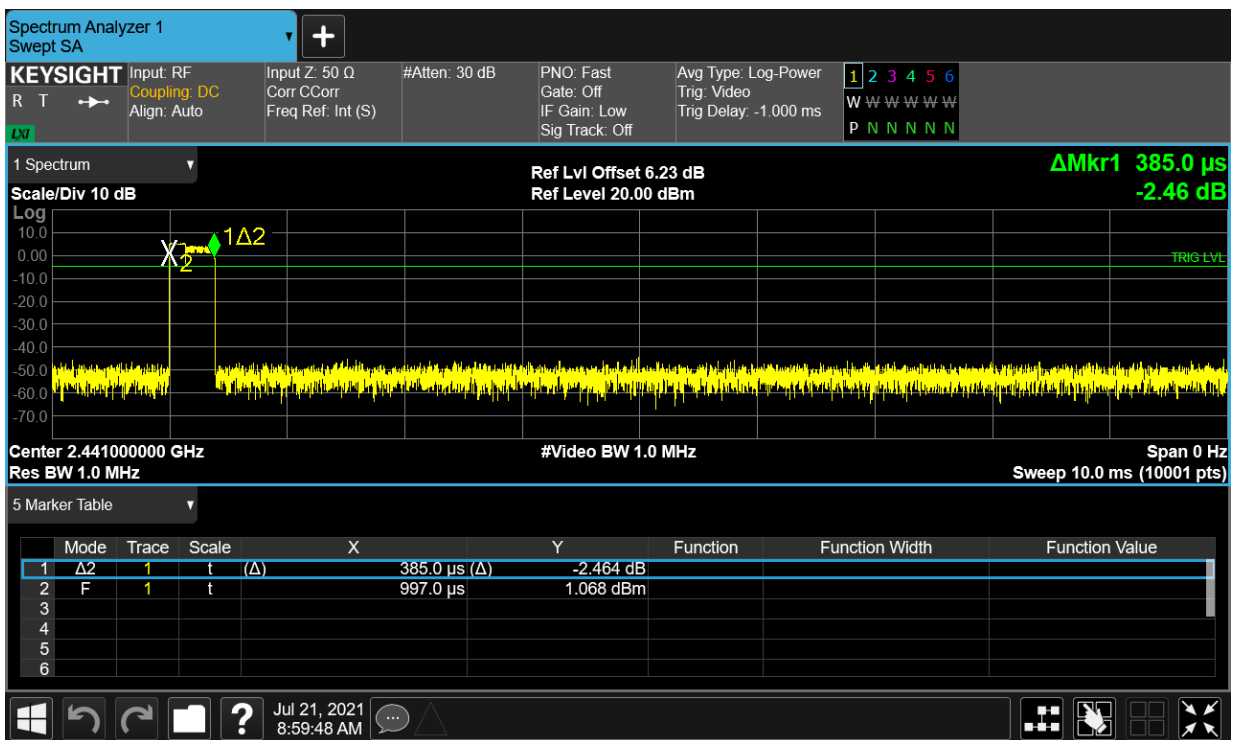 Spectrum Analyzer 1
Swept SA
KEYSIGHT
R T
LXI
Input: RF
Coupling: DC
Align: Auto
Input Z: 50 Ω
Corr CCorr
Freq Ref: Int (S)
#Atten: 30 dB
PNO: Fast
Gate: Off
IF Gain: Low
Sig Track: Off
Avg Type: Log-Power
Trig: Video
Trig Delay: -1.000 ms
1 2 3 4 5 6
W W W W W W
P N N N N N
1 Spectrum
Scale/Div 10 dB
Log
Ref Lvl Offset 6.23 dB
Ref Level 20.00 dBm
ΔMkr1 385.0 µs
-2.46 dB
10.0
0.00
-10.0
-20.0
-30.0
-40.0
-50.0
-60.0
-70.0
1Δ2
2
TRIG LVL
Center 2.441000000 GHz
Res BW 1.0 MHz
#Video BW 1.0 MHz
Span 0 Hz
Sweep 10.0 ms (10001 pts)
5 Marker Table
Mode Trace Scale X Y Function Function Width Function Value
1 Δ2 1 t (Δ) 385.0 µs (Δ) -2.464 dB
2 F 1 t 997.0 µs 1.068 dBm
3
4
5
6
?
Jul 21, 2021
8:59:48 AM